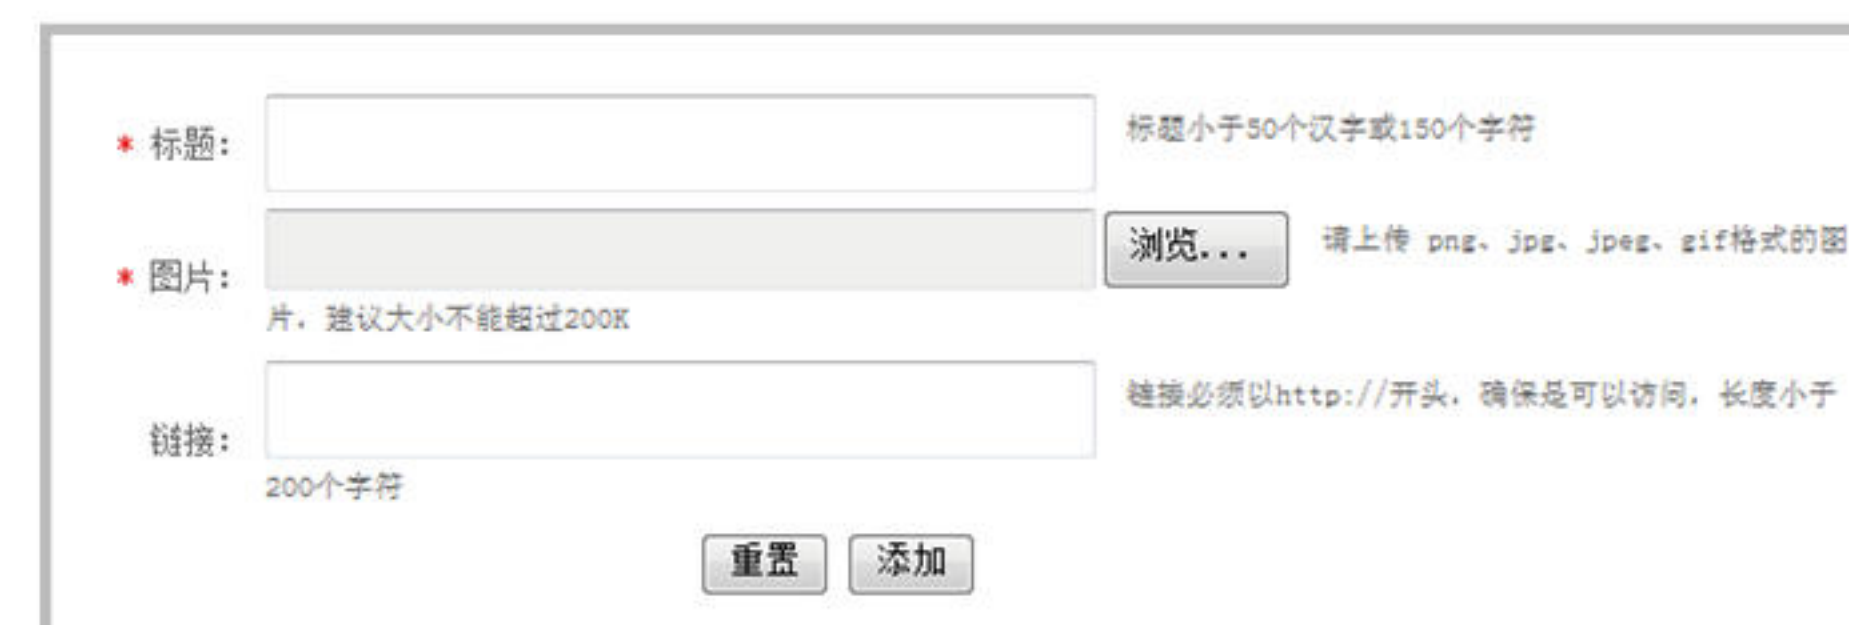 * 标题: 标题小于50个汉字或150个字符
* 图片: 浏览... 请上传 png、jpg、jpeg、gif格式的图
片，建议大小不能超过200K
链接: 链接必须以http://开头，确保是可以访问，长度小于
200个字符
重置 添加